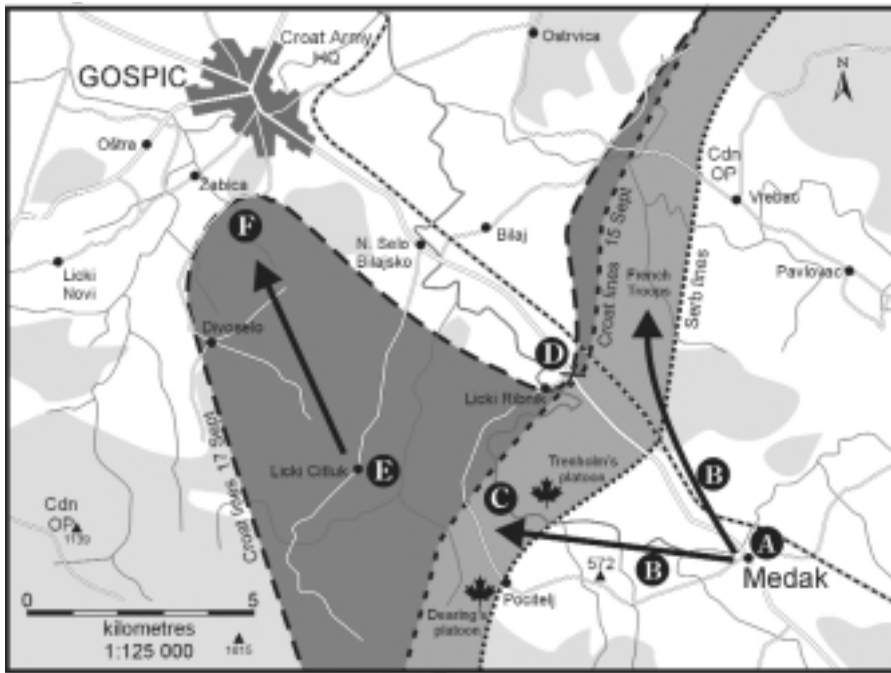 Croat Army
HQ
GOSPIC
Ostrvica
N
Oštra
Zabica
Cdn
OP
Vrebac
F
N. Selo
Bilajsko
Bilaj
15 Sept
Croat lines
French
Troops
Serb lines
Pavlovac
Licki
Novi
Divoselo
D
Licki Ribnik
17 Sept
Croat lines
Licki Citluk
E
Trenholm's
platoon
C
B
Cdn
OP
1139
A
Medak
B
572
Pocitelj
Dearing's
platoon
0 5
kilometres
1:125 000
1615